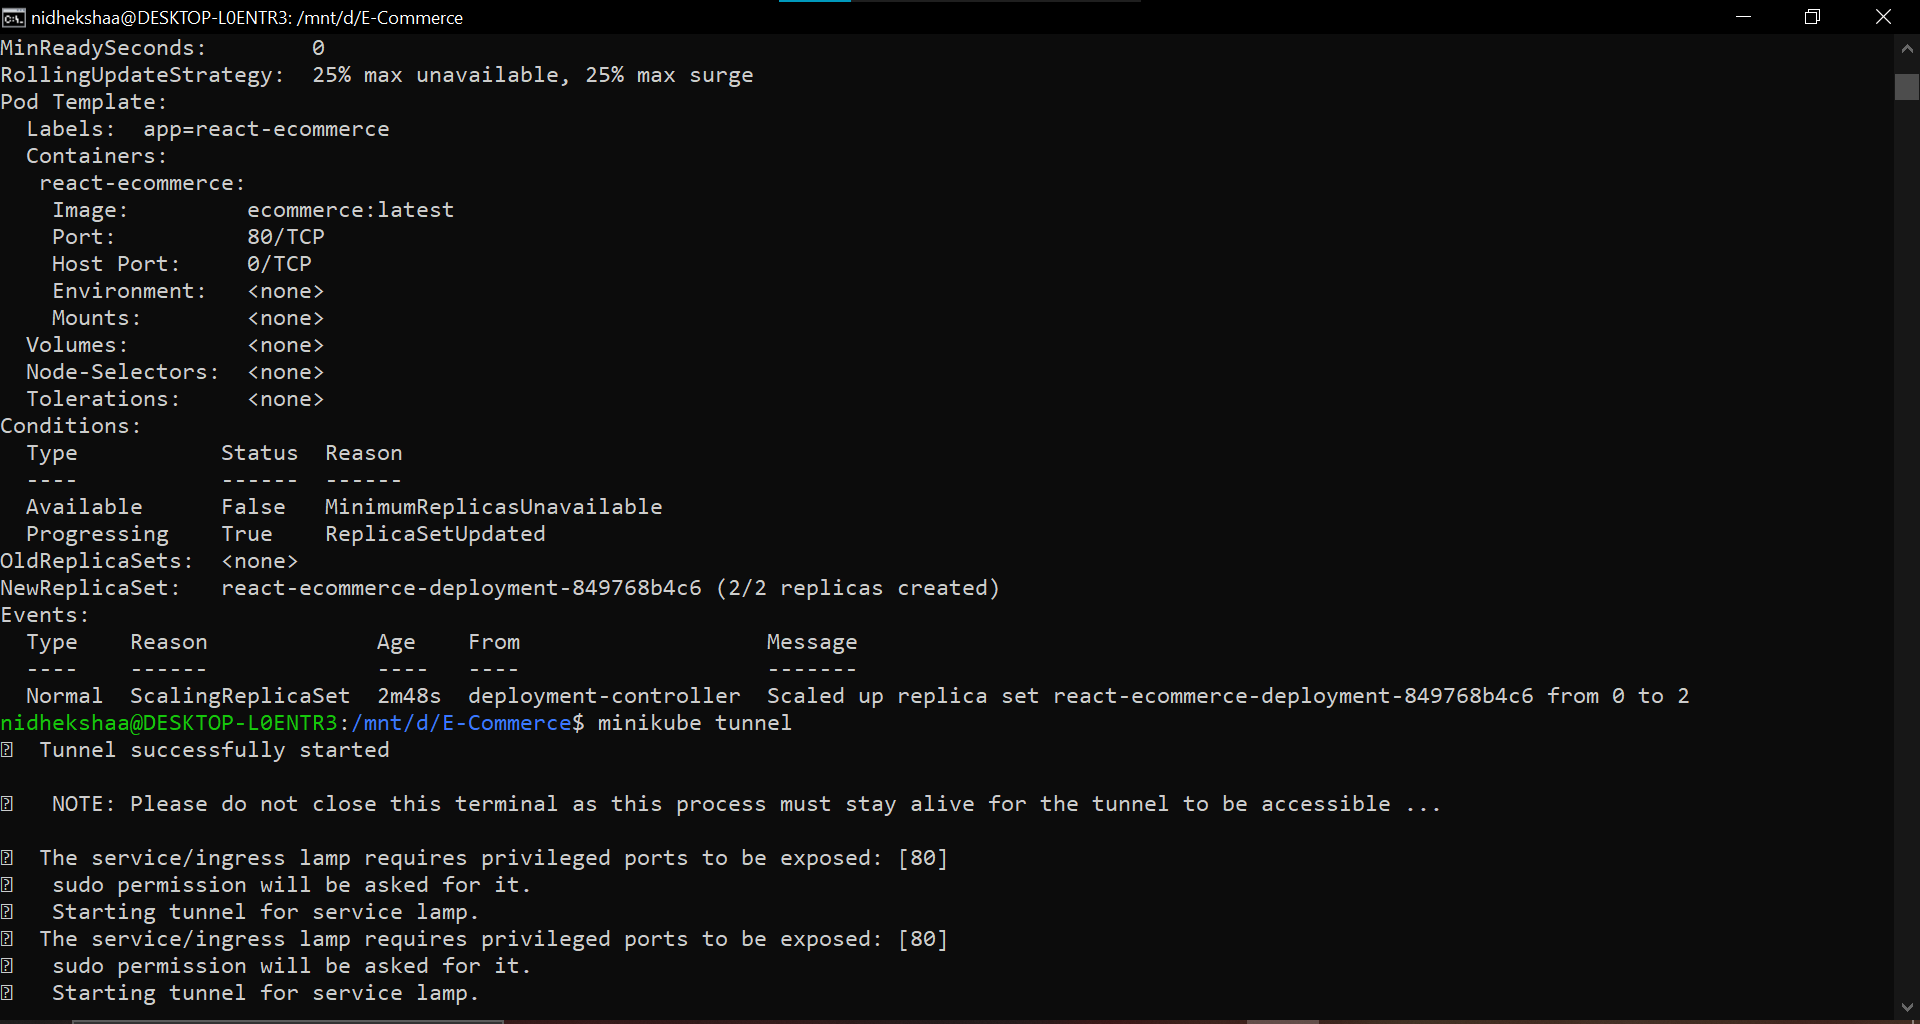 nidhekshaa@DESKTOP-L0ENTR3: /mnt/d/E-Commerce
MinReadySeconds:        0
RollingUpdateStrategy:  25% max unavailable, 25% max surge
Pod Template:
  Labels:  app=react-ecommerce
  Containers:
   react-ecommerce:
    Image:         ecommerce:latest
    Port:          80/TCP
    Host Port:     0/TCP
    Environment:   <none>
    Mounts:        <none>
  Volumes:         <none>
  Node-Selectors:  <none>
  Tolerations:     <none>
Conditions:
  Type           Status  Reason
  ----           ------  ------
  Available      False   MinimumReplicasUnavailable
  Progressing    True    ReplicaSetUpdated
OldReplicaSets:  <none>
NewReplicaSet:   react-ecommerce-deployment-849768b4c6 (2/2 replicas created)
Events:
  Type    Reason             Age    From                   Message
  ----    ------             ----   ----                   -------
  Normal  ScalingReplicaSet  2m48s  deployment-controller  Scaled up replica set react-ecommerce-deployment-849768b4c6 from 0 to 2
nidhekshaa@DESKTOP-L0ENTR3:/mnt/d/E-Commerce$ minikube tunnel
Tunnel successfully started
NOTE: Please do not close this terminal as this process must stay alive for the tunnel to be accessible ...
The service/ingress lamp requires privileged ports to be exposed: [80]
sudo permission will be asked for it.
Starting tunnel for service lamp.
The service/ingress lamp requires privileged ports to be exposed: [80]
sudo permission will be asked for it.
Starting tunnel for service lamp.